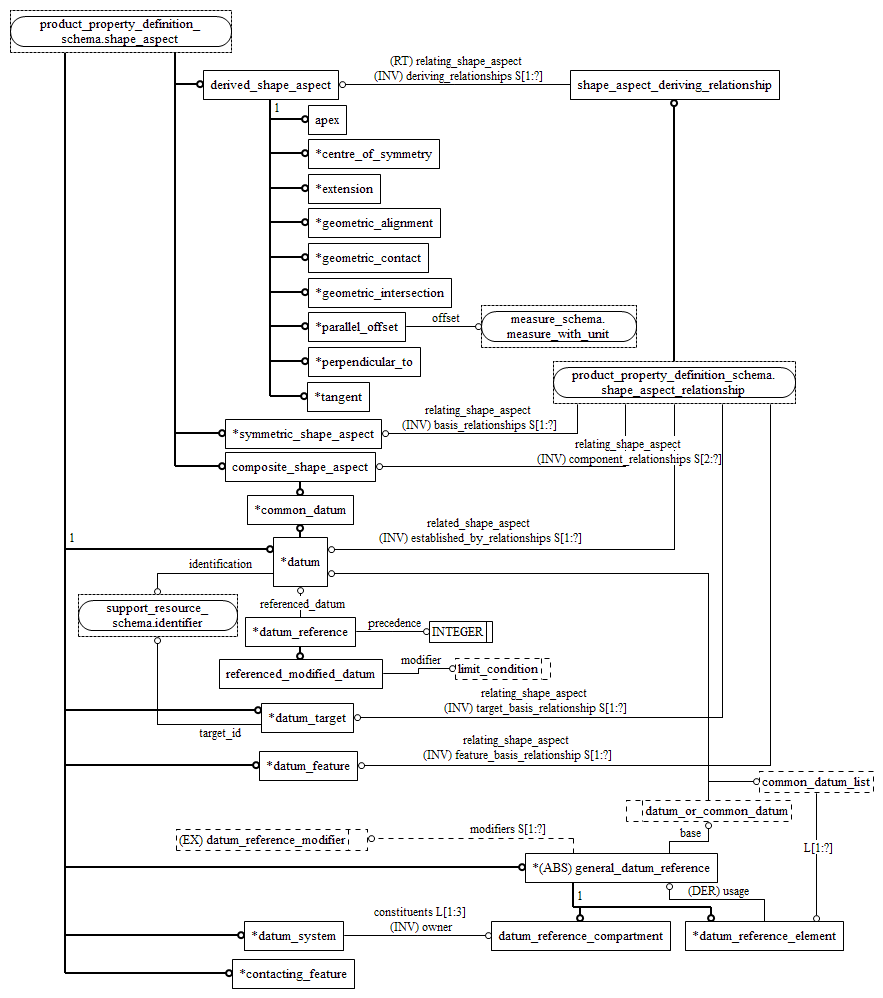 product_property_definition_
schema.shape_aspect
(RT) relating_shape_aspect
(INV) deriving_relationships S[1:?]
derived_shape_aspect
shape_aspect_deriving_relationship
1
apex
*centre_of_symmetry
*extension
*geometric_alignment
*geometric_contact
*geometric_intersection
*parallel_offset
offset
measure_schema.
measure_with_unit
*perpendicular_to
product_property_definition_schema.
shape_aspect_relationship
*tangent
relating_shape_aspect
(INV) basis_relationships S[1:?]
*symmetric_shape_aspect
relating_shape_aspect
(INV) component_relationships S[2:?]
composite_shape_aspect
*common_datum
related_shape_aspect
(INV) established_by_relationships S[1:?]
1
*datum
identification
support_resource_
schema.identifier
referenced_datum
*datum_reference
precedence
INTEGER
referenced_modified_datum
modifier
limit_condition
relating_shape_aspect
(INV) target_basis_relationship S[1:?]
*datum_target
target_id
relating_shape_aspect
(INV) feature_basis_relationship S[1:?]
*datum_feature
common_datum_list
datum_or_common_datum
(EX) datum_reference_modifier
modifiers S[1:?]
base
L[1:?]
*(ABS) general_datum_reference
1
(DER) usage
constituents L[1:3]
(INV) owner
*datum_system
datum_reference_compartment
*datum_reference_element
*contacting_feature